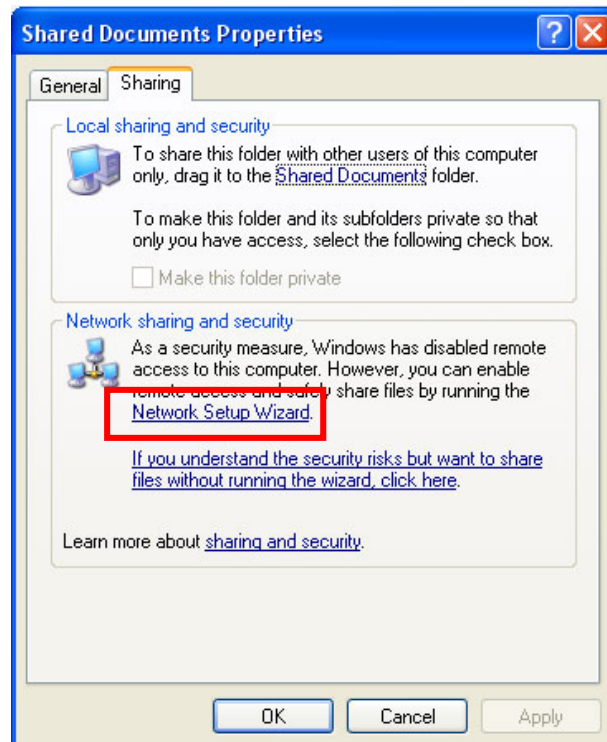 Shared Documents Properties
General Sharing
Local sharing and security
To share this folder with other users of this computer
only, drag it to the Shared Documents folder.
To make this folder and its subfolders private so that
only you have access, select the following check box.
Make this folder private
Network sharing and security
As a security measure, Windows has disabled remote
access to this computer. However, you can enable
remote access and safely share files by running the
Network Setup Wizard.
If you understand the security risks but want to share
files without running the wizard, click here.
Learn more about sharing and security.
OK Cancel Apply